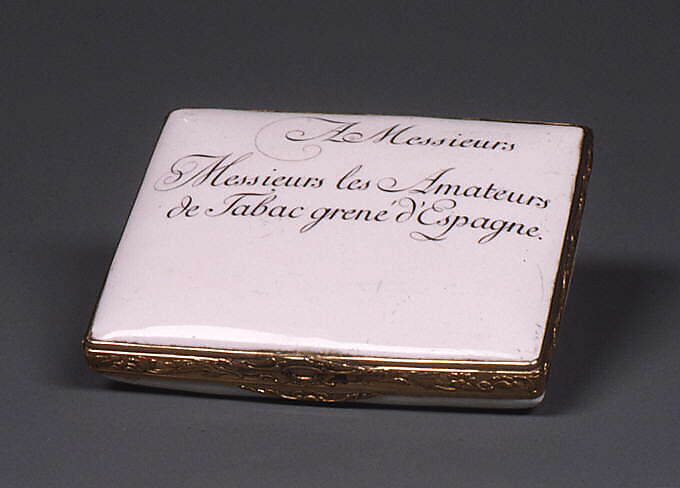 A Messieurs
Messieurs les Amateurs
de Tabac grené d'Espagne.